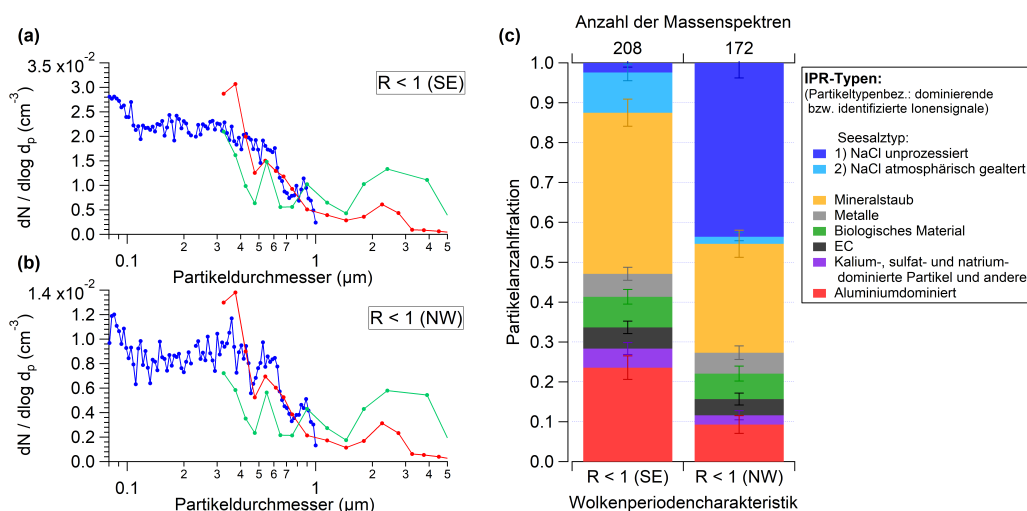 (a)
3.5 x10⁻²
3.0
2.5
2.0
1.5
1.0
0.5
0.0
dN / dlog dₚ (cm⁻³)
R < 1 (SE)
0.1
2
3
4
5
6
7
1
2
3
4
5
Partikeldurchmesser (µm)
(b)
1.4 x10⁻²
1.2
1.0
0.8
0.6
0.4
0.2
0.0
dN / dlog dₚ (cm⁻³)
R < 1 (NW)
0.1
2
3
4
5
6
7
1
2
3
4
5
Partikeldurchmesser (µm)
(c)
Anzahl der Massenspektren
208 172
1.0
0.9
0.8
0.7
0.6
0.5
0.4
0.3
0.2
0.1
0.0
Partikelanzahlfraktion
R < 1 (SE) R < 1 (NW)
Wolkenperiodencharakteristik
IPR-Typen:
(Partikeltypenbez.: dominierende
bzw. identifizierte Ionensignale)
Seesalztyp:
1) NaCl unprozessiert
2) NaCl atmosphärisch gealtert
Mineralstaub
Metalle
Biologisches Material
EC
Kalium-, sulfat- und natrium-
dominierte Partikel und andere
Aluminiumdominiert